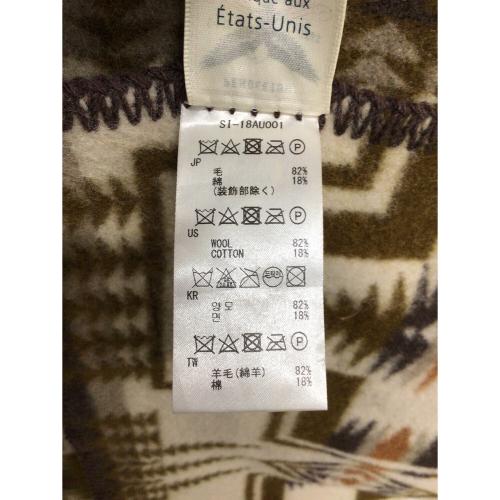 aux
États-Unis
SI-18AU001
JP
毛 82%
綿 18%
(装飾部除く)
US
WOOL 82%
COTTON 18%
KR
양모 82%
면 18%
TW
羊毛(綿羊) 82%
棉 18%